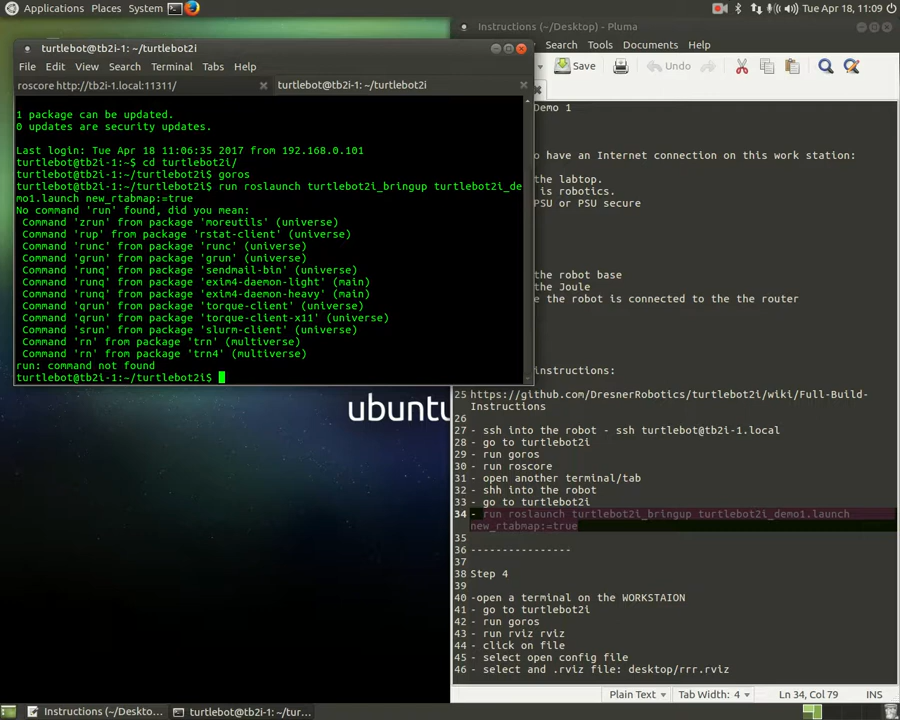 Applications Places System
Tue Apr 18, 11:09
Instructions (~/Desktop) - Pluma
turtlebot@tb2i-1: ~/turtlebot2i
File Edit View Search Terminal Tabs Help
roscore http://tb2i-1.local:11311/
turtlebot@tb2i-1: ~/turtlebot2i
1 package can be updated.
0 updates are security updates.
Last login: Tue Apr 18 11:06:35 2017 from 192.168.0.101
turtlebot@tb2i-1:~$ cd turtlebot2i/
turtlebot@tb2i-1:~/turtlebot2i$ goros
turtlebot@tb2i-1:~/turtlebot2i$ run roslaunch turtlebot2i_bringup turtlebot2i_de
mo1.launch new_rtabmap:=true
No command 'run' found, did you mean:
Command 'zrun' from package 'moreutils' (universe)
Command 'rup' from package 'rstat-client' (universe)
Command 'runc' from package 'runc' (universe)
Command 'grun' from package 'grun' (universe)
Command 'runq' from package 'sendmail-bin' (universe)
Command 'runq' from package 'exim4-daemon-light' (main)
Command 'runq' from package 'exim4-daemon-heavy' (main)
Command 'qrun' from package 'torque-client' (universe)
Command 'qrun' from package 'torque-client-x11' (universe)
Command 'srun' from package 'slurm-client' (universe)
Command 'rn' from package 'trn' (multiverse)
Command 'rn' from package 'trn4' (multiverse)
run: command not found
turtlebot@tb2i-1:~/turtlebot2i$
ubuntu
Search Tools Documents Help
Save Undo
Demo 1
o have an Internet connection on this work station:
the labtop.
is robotics.
PSU or PSU secure
the robot base
the Joule
e the robot is connected to the the router
instructions:
25 https://github.com/DresnerRobotics/turtlebot2i/wiki/Full-Build-
Instructions
26
27 - ssh into the robot - ssh turtlebot@tb2i-1.local
28 - go to turtlebot2i
29 - run goros
30 - run roscore
31 - open another terminal/tab
32 - shh into the robot
33 - go to turtlebot2i
34 - run roslaunch turtlebot2i_bringup turtlebot2i_demo1.launch
new_rtabmap:=true
35
36 ----------------
37
38 Step 4
39
40 -open a terminal on the WORKSTAION
41 - go to turtlebot2i
42 - run goros
43 - run rviz rviz
44 - click on file
45 - select open config file
46 - select and .rviz file: desktop/rrr.rviz
Plain Text Tab Width: 4 Ln 34, Col 79 INS
Instructions (~/Deskto... turtlebot@tb2i-1: ~/tur...